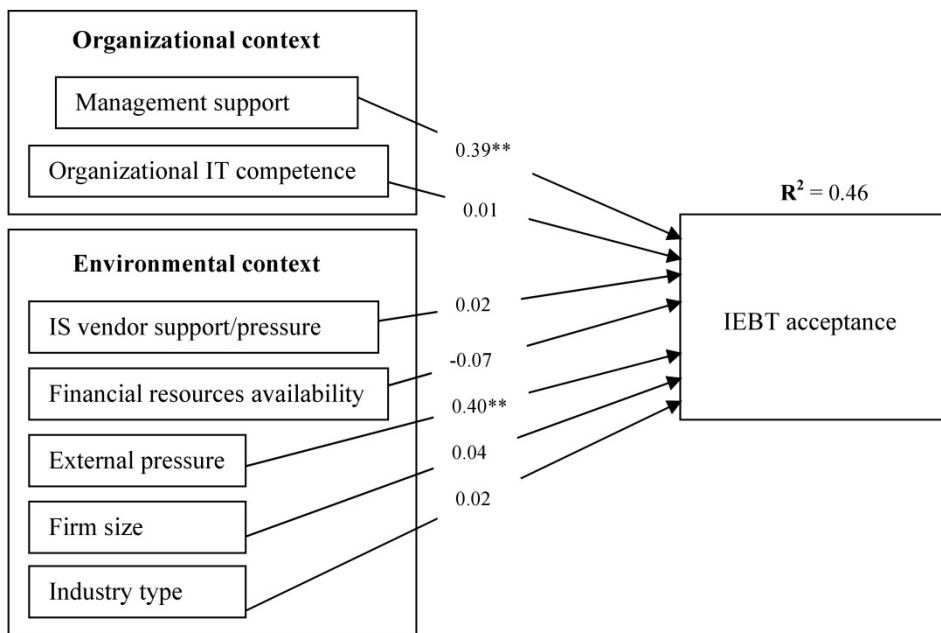 Organizational context
Management support
0.39**
Organizational IT competence
0.01
R² = 0.46
Environmental context
IS vendor support/pressure
0.02
IEBT acceptance
Financial resources availability
-0.07
External pressure
0.40**
Firm size
0.04
Industry type
0.02